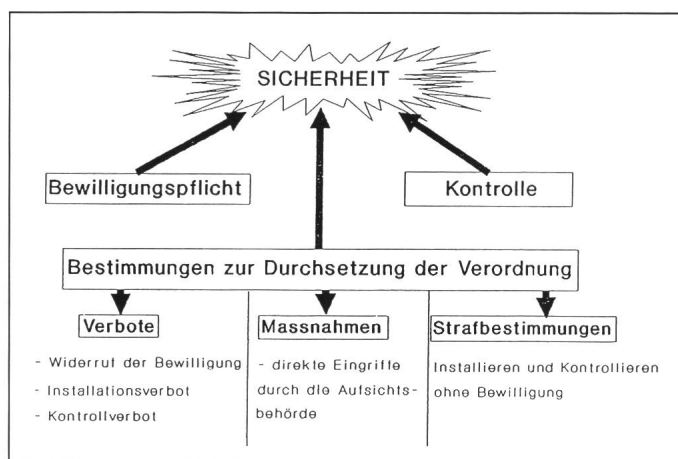 SICHERHEIT
Bewilligungspflicht
Kontrolle
Bestimmungen zur Durchsetzung der Verordnung
Verbote
Massnahmen
Strafbestimmungen
- Widerruf der Bewilligung
- Installationsverbot
- Kontrollverbot
- direkte Eingriffe
durch die Aufsichts-
behörde
Installieren und Kontrollieren
ohne Bewilligung